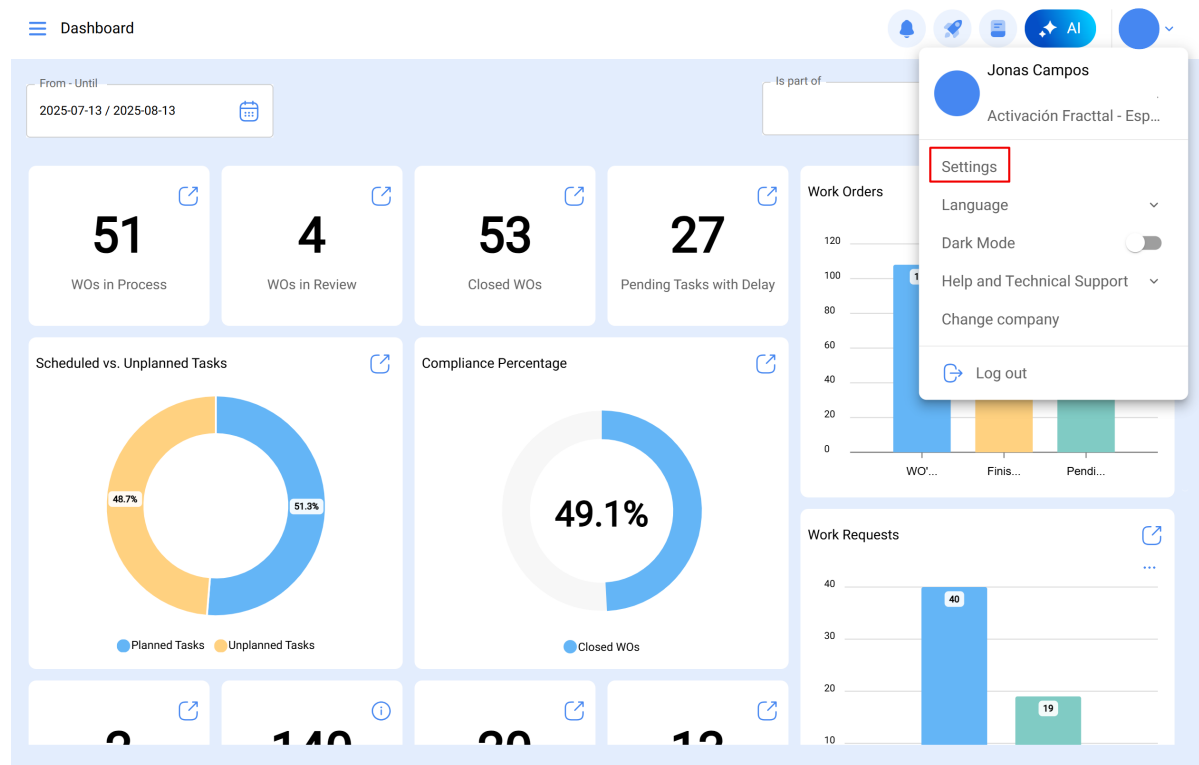 Dashboard
AI
Jonas Campos
Activación Fracttal - Esp...
Settings
Language
Dark Mode
Help and Technical Support
Change company
Log out
From - Until
2025-07-13 / 2025-08-13
Is part of
51
WOs in Process
4
WOs in Review
53
Closed WOs
27
Pending Tasks with Delay
Work Orders
120
100
80
60
40
20
0
WO'...
Finis...
Pendi...
Scheduled vs. Unplanned Tasks
48.7%
51.3%
Planned Tasks
Unplanned Tasks
Compliance Percentage
49.1%
Closed WOs
Work Requests
...
40
30
20
10
40
19